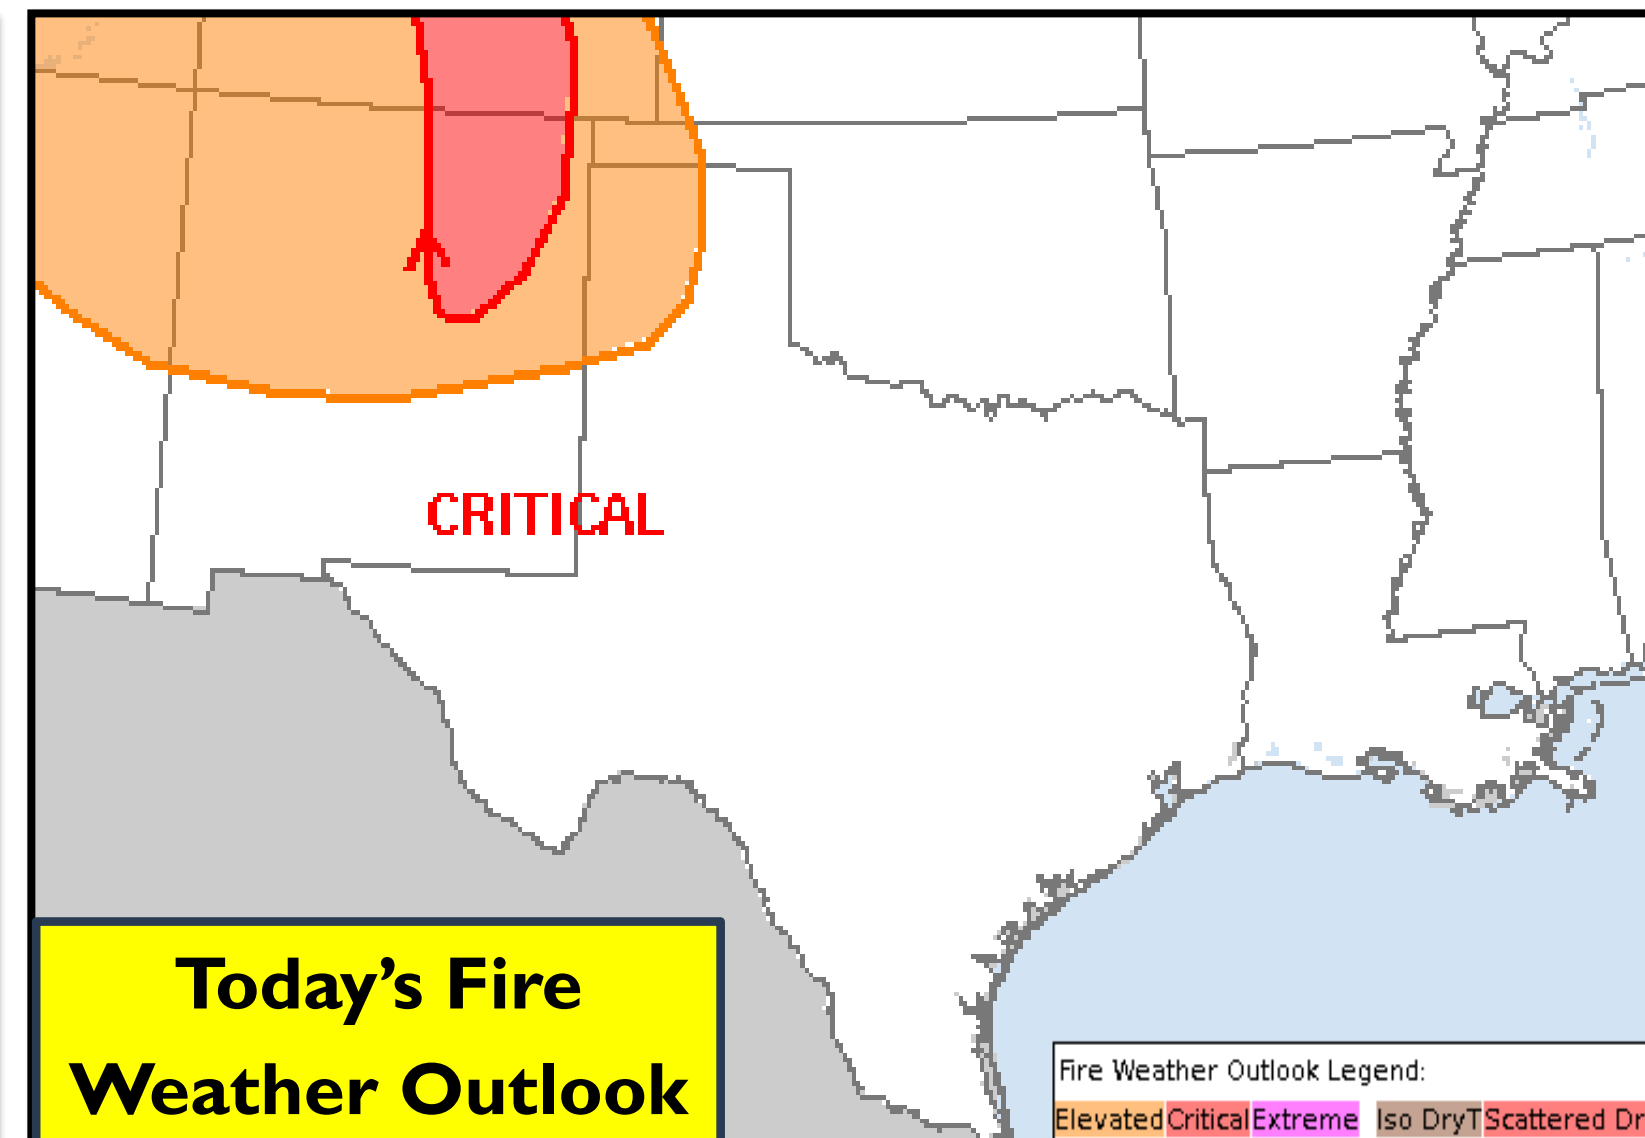 CRITICAL
Today's Fire
Weather Outlook
Fire Weather Outlook Legend:
Elevated Critical Extreme Iso DryT Scattered Dr